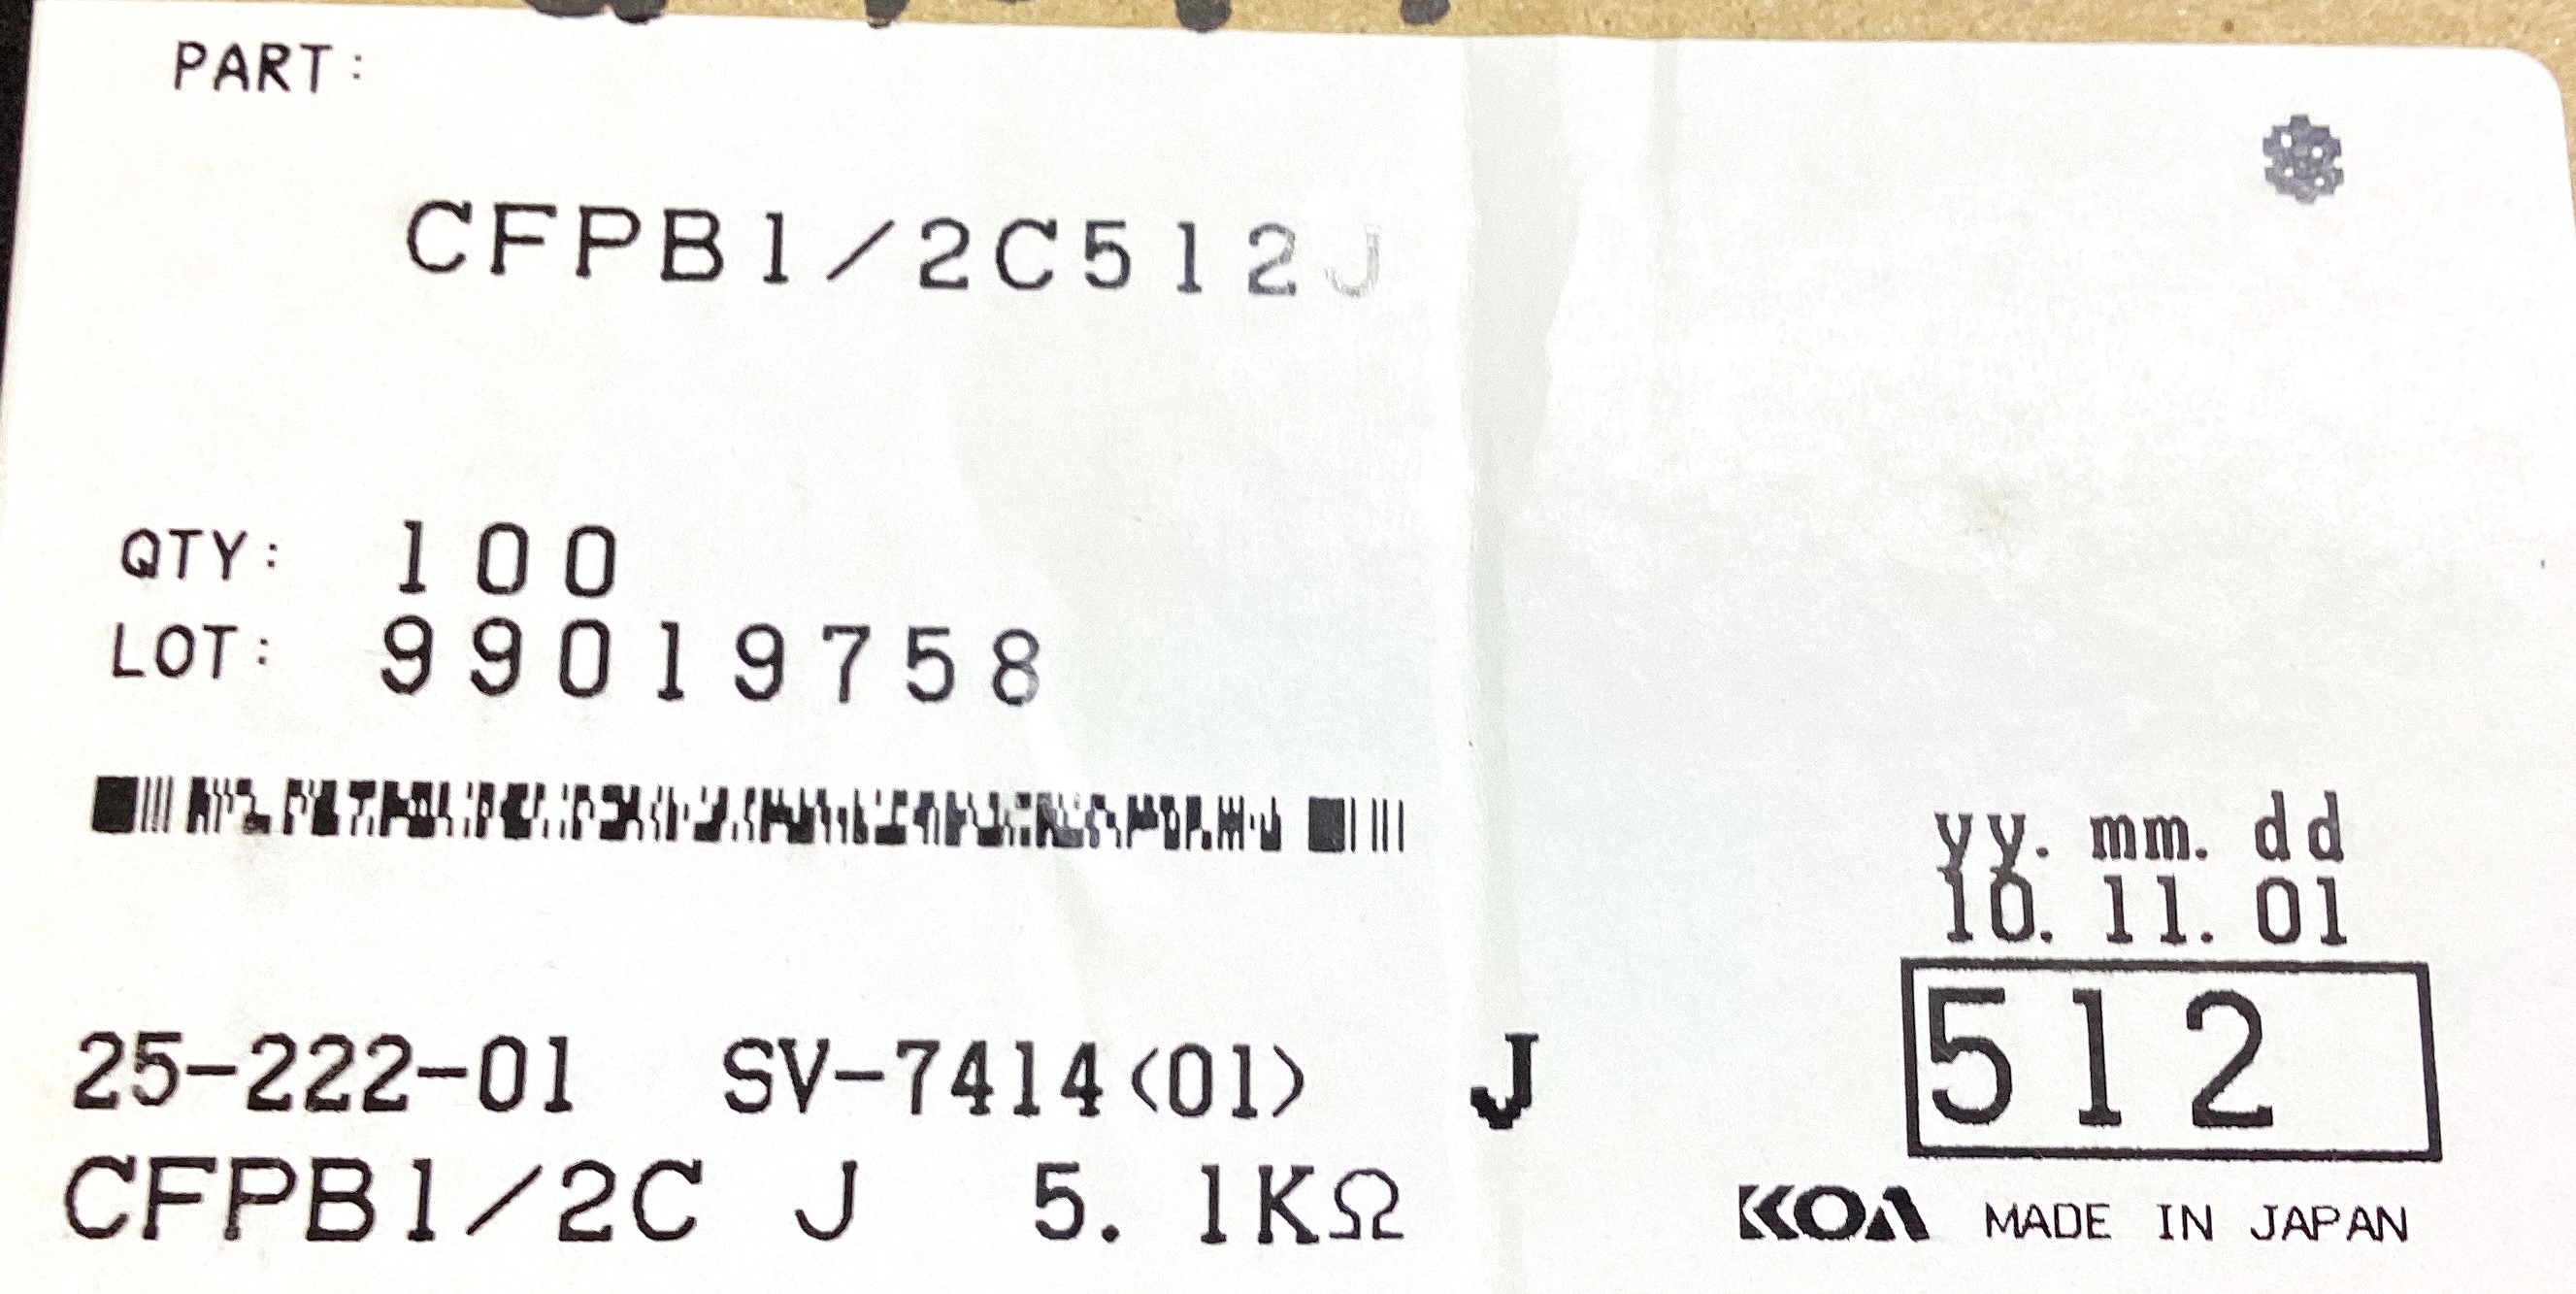 PART:
CFPB1/2C512J
QTY: 100
LOT: 99019758
yy. mm. dd
10. 11. 01
512
25-222-01 SV-7414<01> J
CFPB1/2C J 5. 1KΩ
KOA MADE IN JAPAN